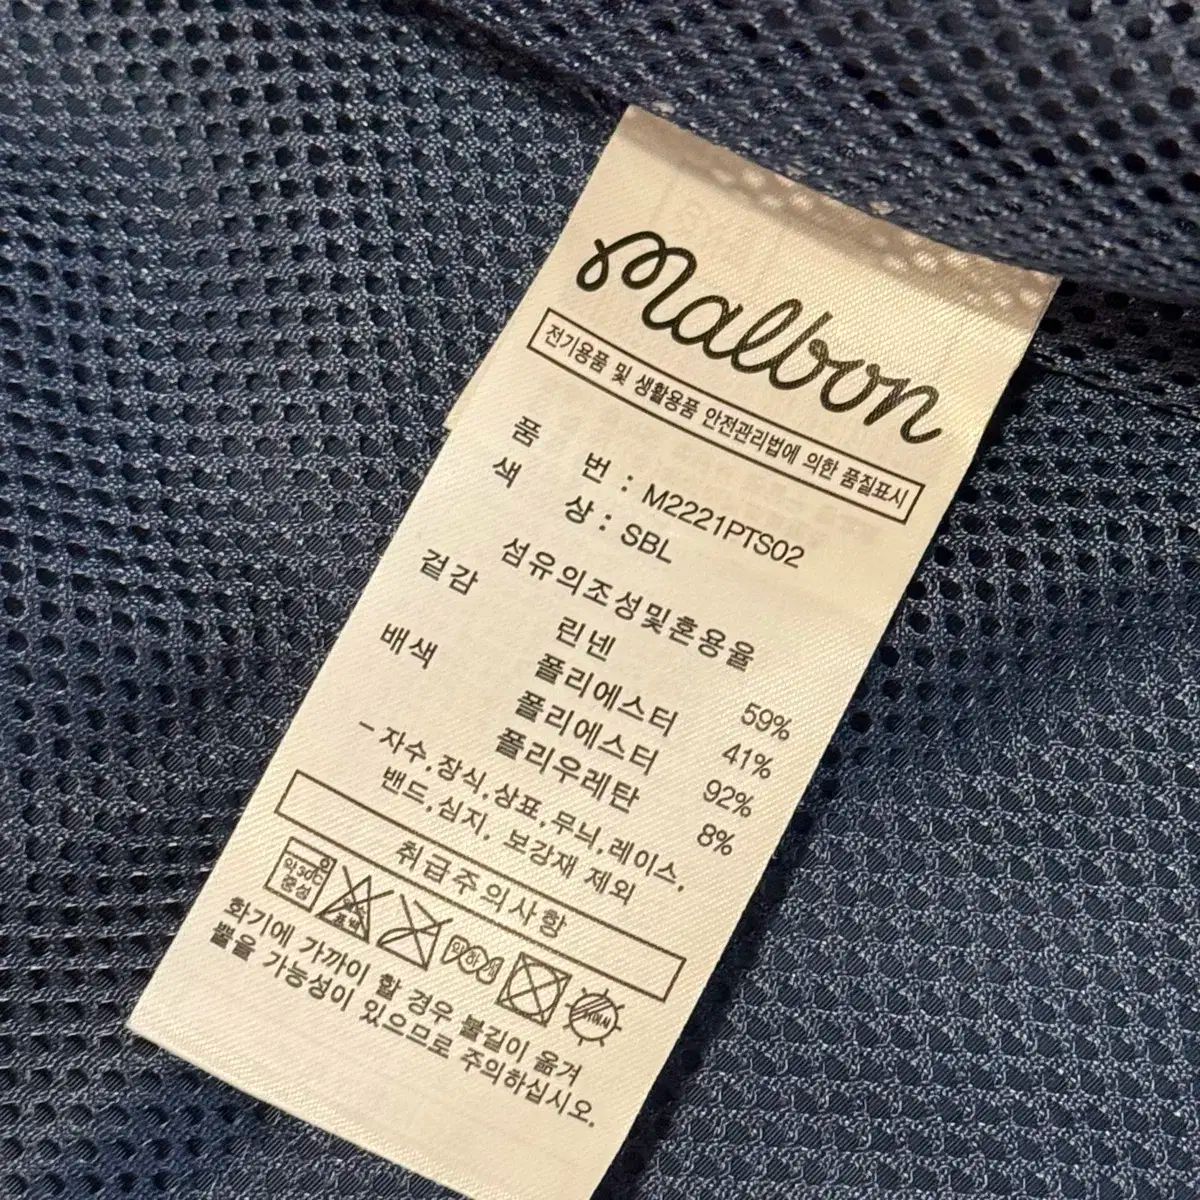 malbon
전기용품 및 생활용품 안전관리법에 의한 품질표시
품 번 : M2221PTS02
색 상 : SBL
섬유의조성및혼용율
겉감 린넨 59%
폴리에스터 41%
배색 폴리에스터 92%
폴리우레탄 8%
- 자수,장식,상표,무늬,레이스,
밴드,심지, 보강재 제외
취급주의사항
약30℃
중성
화기에 가까이 할 경우 불길이 옮겨
붙을 가능성이 있으므로 주의하십시오.